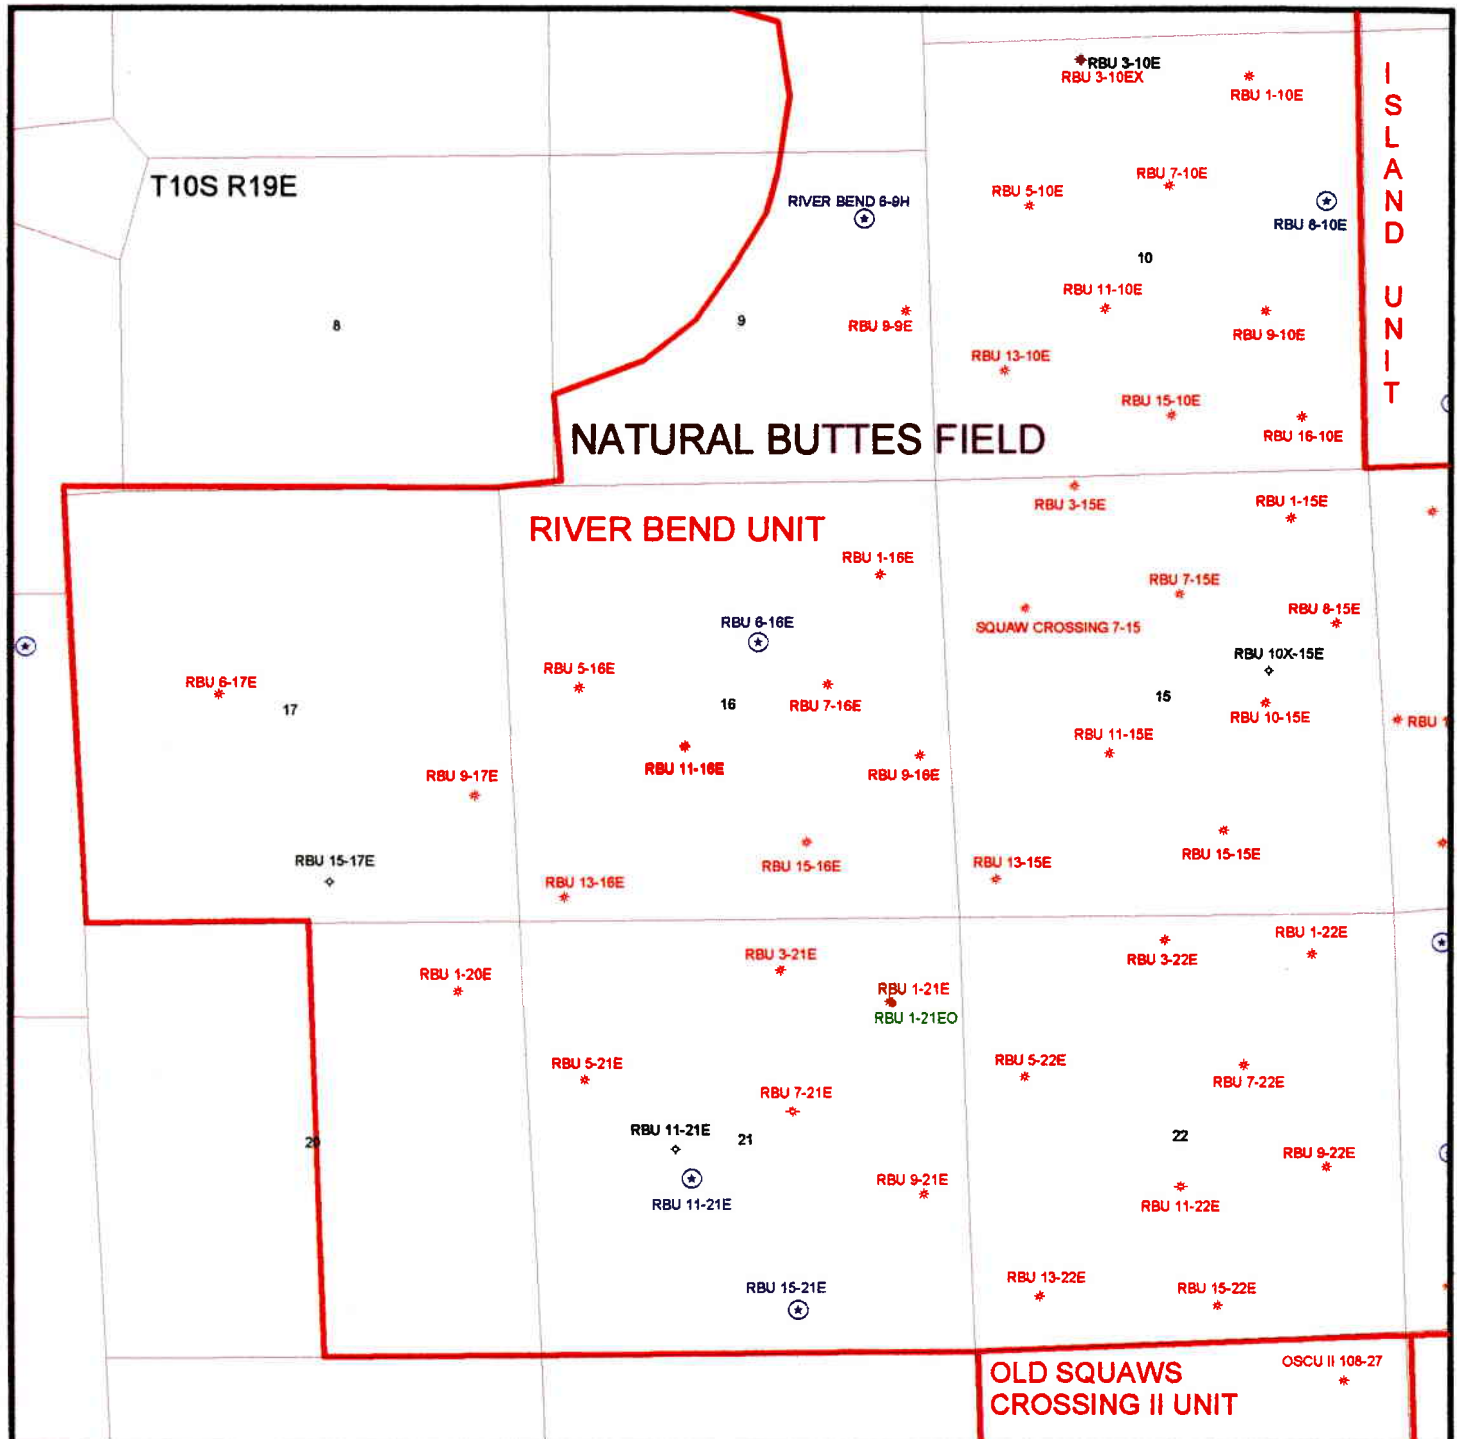 RBU 3-10E
RBU 3-10EX
RBU 1-10E
ISLAND UNIT
T10S R19E
RIVER BEND 6-9H
RBU 5-10E
RBU 7-10E
RBU 8-10E
10
RBU 11-10E
8
9
RBU 9-9E
RBU 9-10E
RBU 13-10E
RBU 15-10E
RBU 16-10E
NATURAL BUTTES FIELD
RIVER BEND UNIT
RBU 3-15E
RBU 1-15E
RBU 1-16E
RBU 7-15E
RBU 8-15E
RBU 6-16E
SQUAW CROSSING 7-15
RBU 10X-15E
RBU 5-16E
RBU 6-17E
17
16
RBU 7-16E
15
RBU 10-15E
RBU 1
RBU 11-15E
RBU 11-16E
RBU 9-17E
RBU 9-16E
RBU 15-17E
RBU 15-16E
RBU 13-15E
RBU 15-15E
RBU 13-16E
RBU 1-20E
RBU 3-21E
RBU 3-22E
RBU 1-22E
RBU 1-21E
RBU 1-21EO
RBU 5-21E
RBU 7-21E
RBU 5-22E
RBU 7-22E
20
RBU 11-21E
21
22
RBU 9-22E
RBU 11-21E
RBU 9-21E
RBU 11-22E
RBU 15-21E
RBU 13-22E
RBU 15-22E
OLD SQUAWS
CROSSING II UNIT
OSCU II 108-27